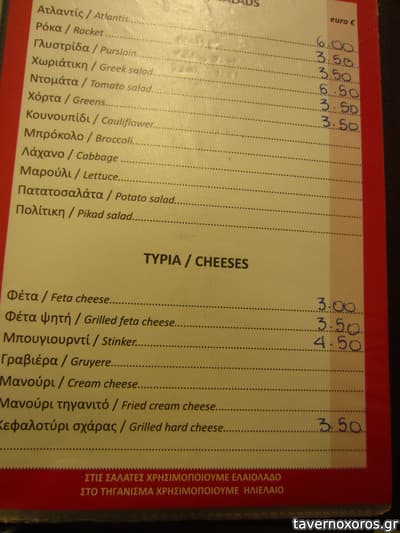 SALADS
euro €
Ατλαντίς / Atlantis 6.00
Ρόκα / Rocket 3.50
Γλυστρίδα / Purslain 3.50
Χωριάτικη / Greek salad 5.50
Ντομάτα / Tomato salad 3.50
Χόρτα / Greens 3.50
Κουνουπίδι / Cauliflower
Μπρόκολο / Broccoli
Λάχανο / Cabbage
Μαρούλι / Lettuce
Πατατοσαλάτα / Potato salad
Πολίτικη / Pikad salad
ΤΥΡΙΑ / CHEESES
Φέτα / Feta cheese 3.00
Φέτα ψητή / Grilled feta cheese 3.50
Μπουγιουρντί / Stinker 4.50
Γραβιέρα / Gruyere
Μανούρι / Cream cheese
Μανούρι τηγανιτό / Fried cream cheese
Κεφαλοτύρι σχάρας / Grilled hard cheese 3.50
ΣΤΙΣ ΣΑΛΑΤΕΣ ΧΡΗΣΙΜΟΠΟΙΟΥΜΕ ΕΛΑΙΟΛΑΔΟ
ΣΤΟ ΤΗΓΑΝΙΣΜΑ ΧΡΗΣΙΜΟΠΟΙΟΥΜΕ ΗΛΙΕΛΑΙΟ
tavernoxoros.gr